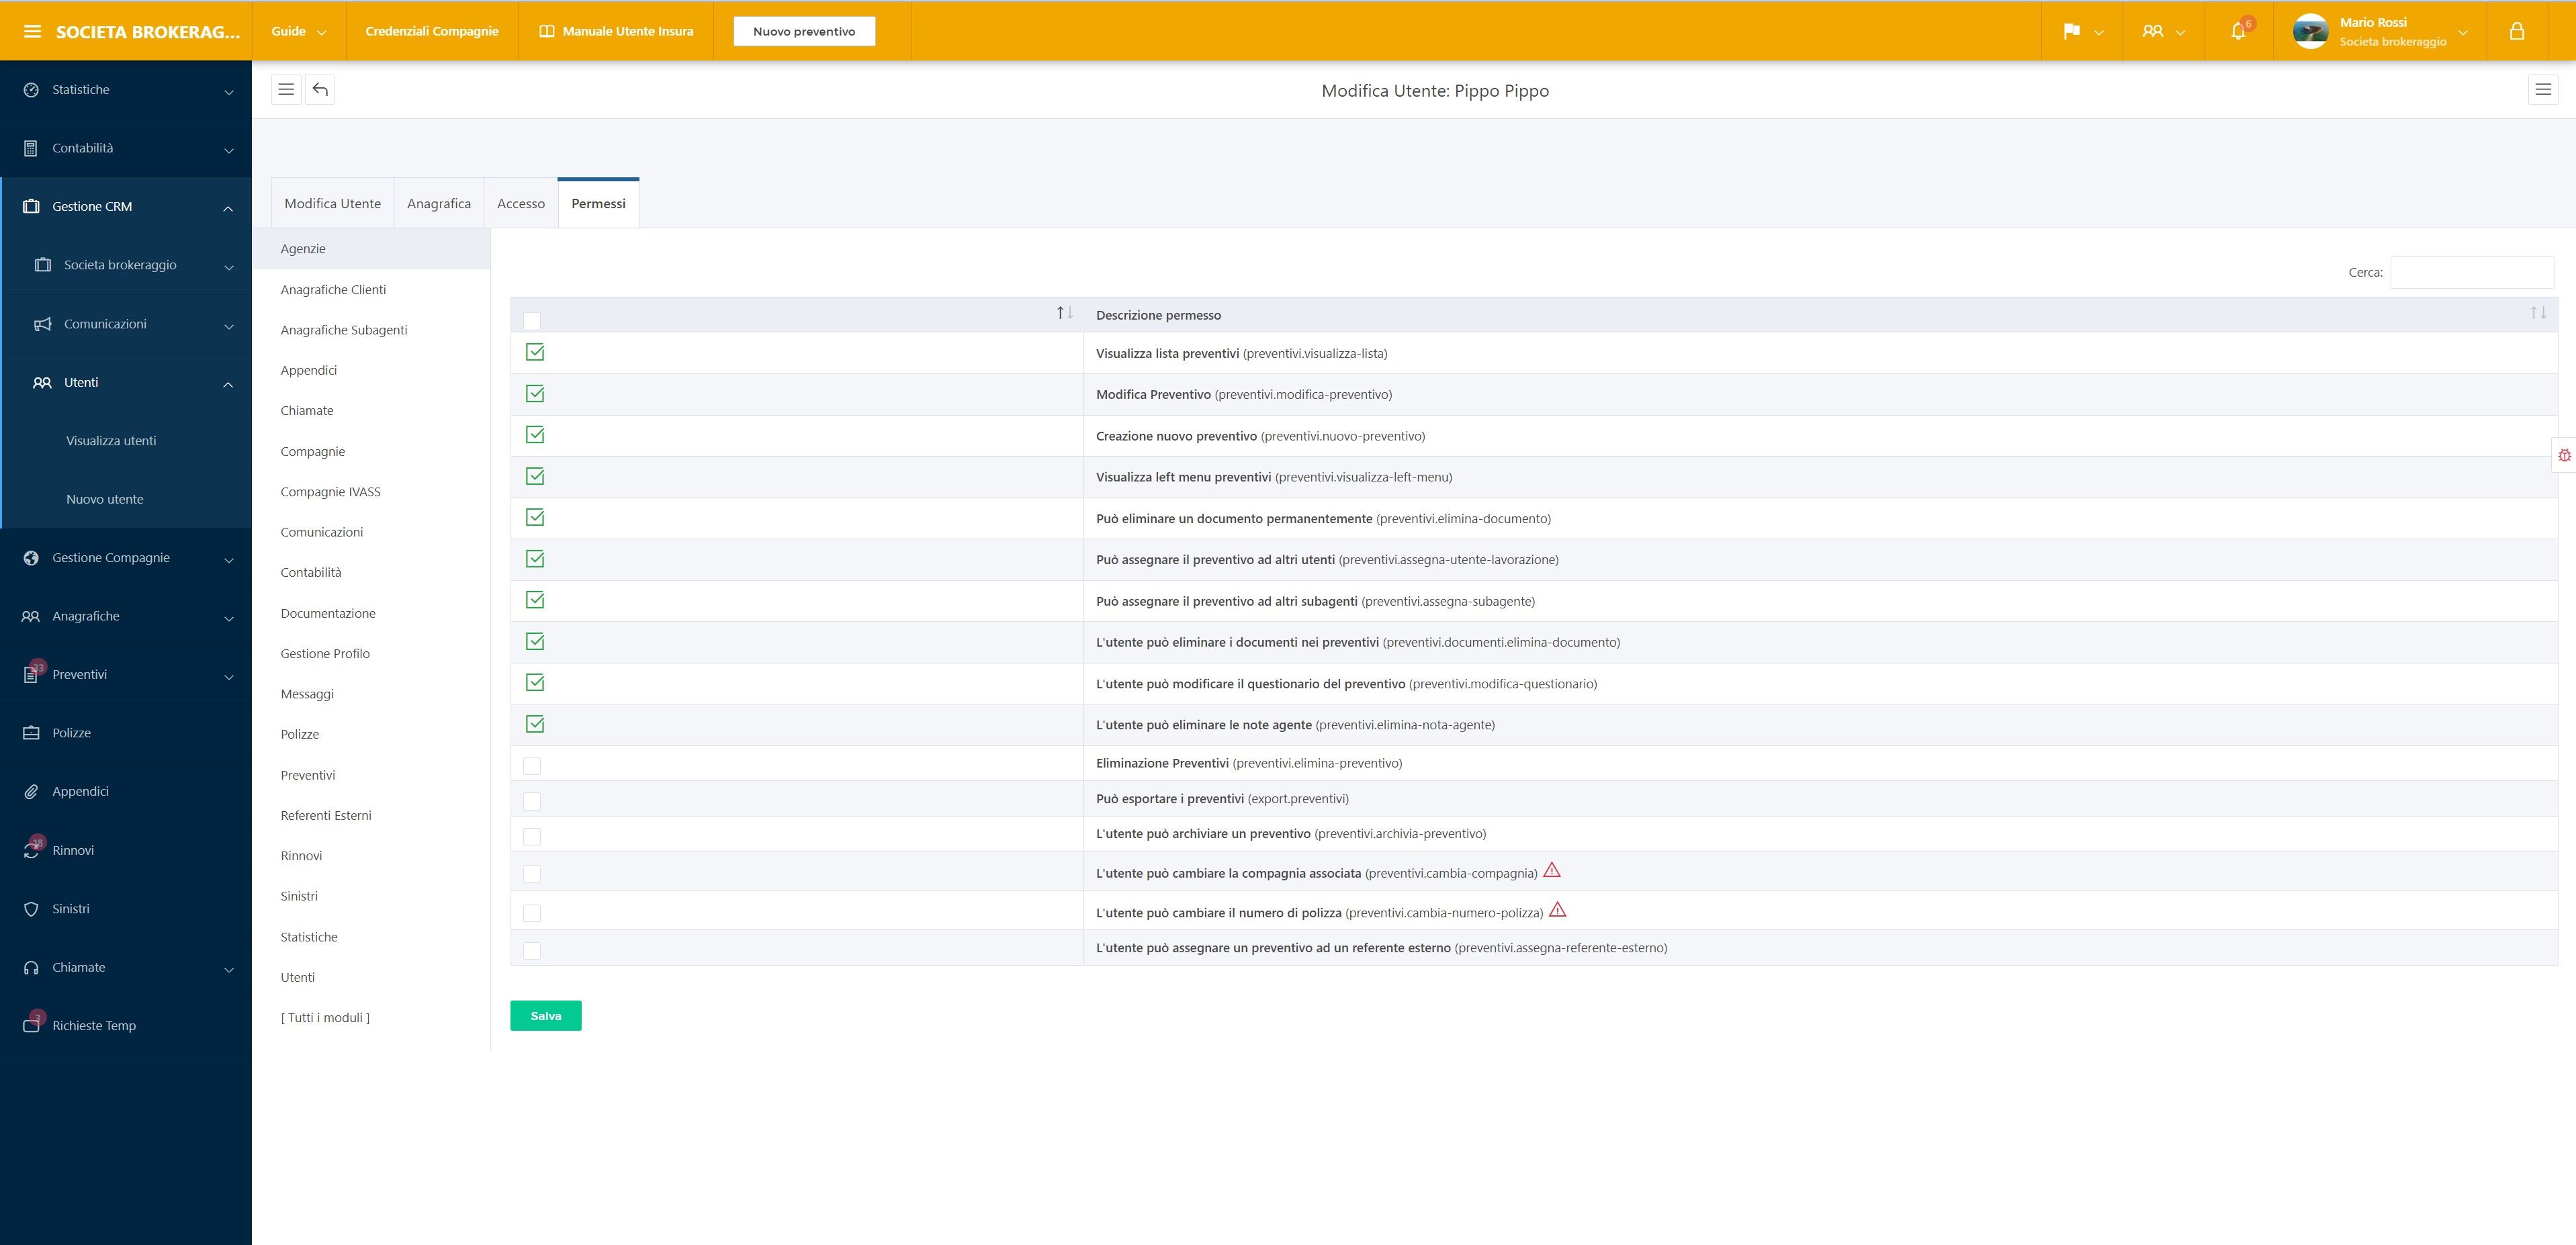 SOCIETA BROKERAG...
Guide
Credenziali Compagnie
Manuale Utente Insura
Nuovo preventivo
6
Mario Rossi
Societa brokeraggio
Statistiche
Contabilità
Gestione CRM
Societa brokeraggio
Comunicazioni
Utenti
Visualizza utenti
Nuovo utente
Gestione Compagnie
Anagrafiche
33
Preventivi
Polizze
Appendici
18
Rinnovi
Sinistri
Chiamate
3
Richieste Temp
Modifica Utente: Pippo Pippo
Modifica Utente
Anagrafica
Accesso
Permessi
Agenzie
Anagrafiche Clienti
Anagrafiche Subagenti
Appendici
Chiamate
Compagnie
Compagnie IVASS
Comunicazioni
Contabilità
Documentazione
Gestione Profilo
Messaggi
Polizze
Preventivi
Referenti Esterni
Rinnovi
Sinistri
Statistiche
Utenti
[ Tutti i moduli ]
Cerca:
Descrizione permesso
Visualizza lista preventivi (preventivi.visualizza-lista)
Modifica Preventivo (preventivi.modifica-preventivo)
Creazione nuovo preventivo (preventivi.nuovo-preventivo)
Visualizza left menu preventivi (preventivi.visualizza-left-menu)
Può eliminare un documento permanentemente (preventivi.elimina-documento)
Può assegnare il preventivo ad altri utenti (preventivi.assegna-utente-lavorazione)
Può assegnare il preventivo ad altri subagenti (preventivi.assegna-subagente)
L'utente può eliminare i documenti nei preventivi (preventivi.documenti.elimina-documento)
L'utente può modificare il questionario del preventivo (preventivi.modifica-questionario)
L'utente può eliminare le note agente (preventivi.elimina-nota-agente)
Eliminazione Preventivi (preventivi.elimina-preventivo)
Può esportare i preventivi (export.preventivi)
L'utente può archiviare un preventivo (preventivi.archivia-preventivo)
L'utente può cambiare la compagnia associata (preventivi.cambia-compagnia)
L'utente può cambiare il numero di polizza (preventivi.cambia-numero-polizza)
L'utente può assegnare un preventivo ad un referente esterno (preventivi.assegna-referente-esterno)
Salva